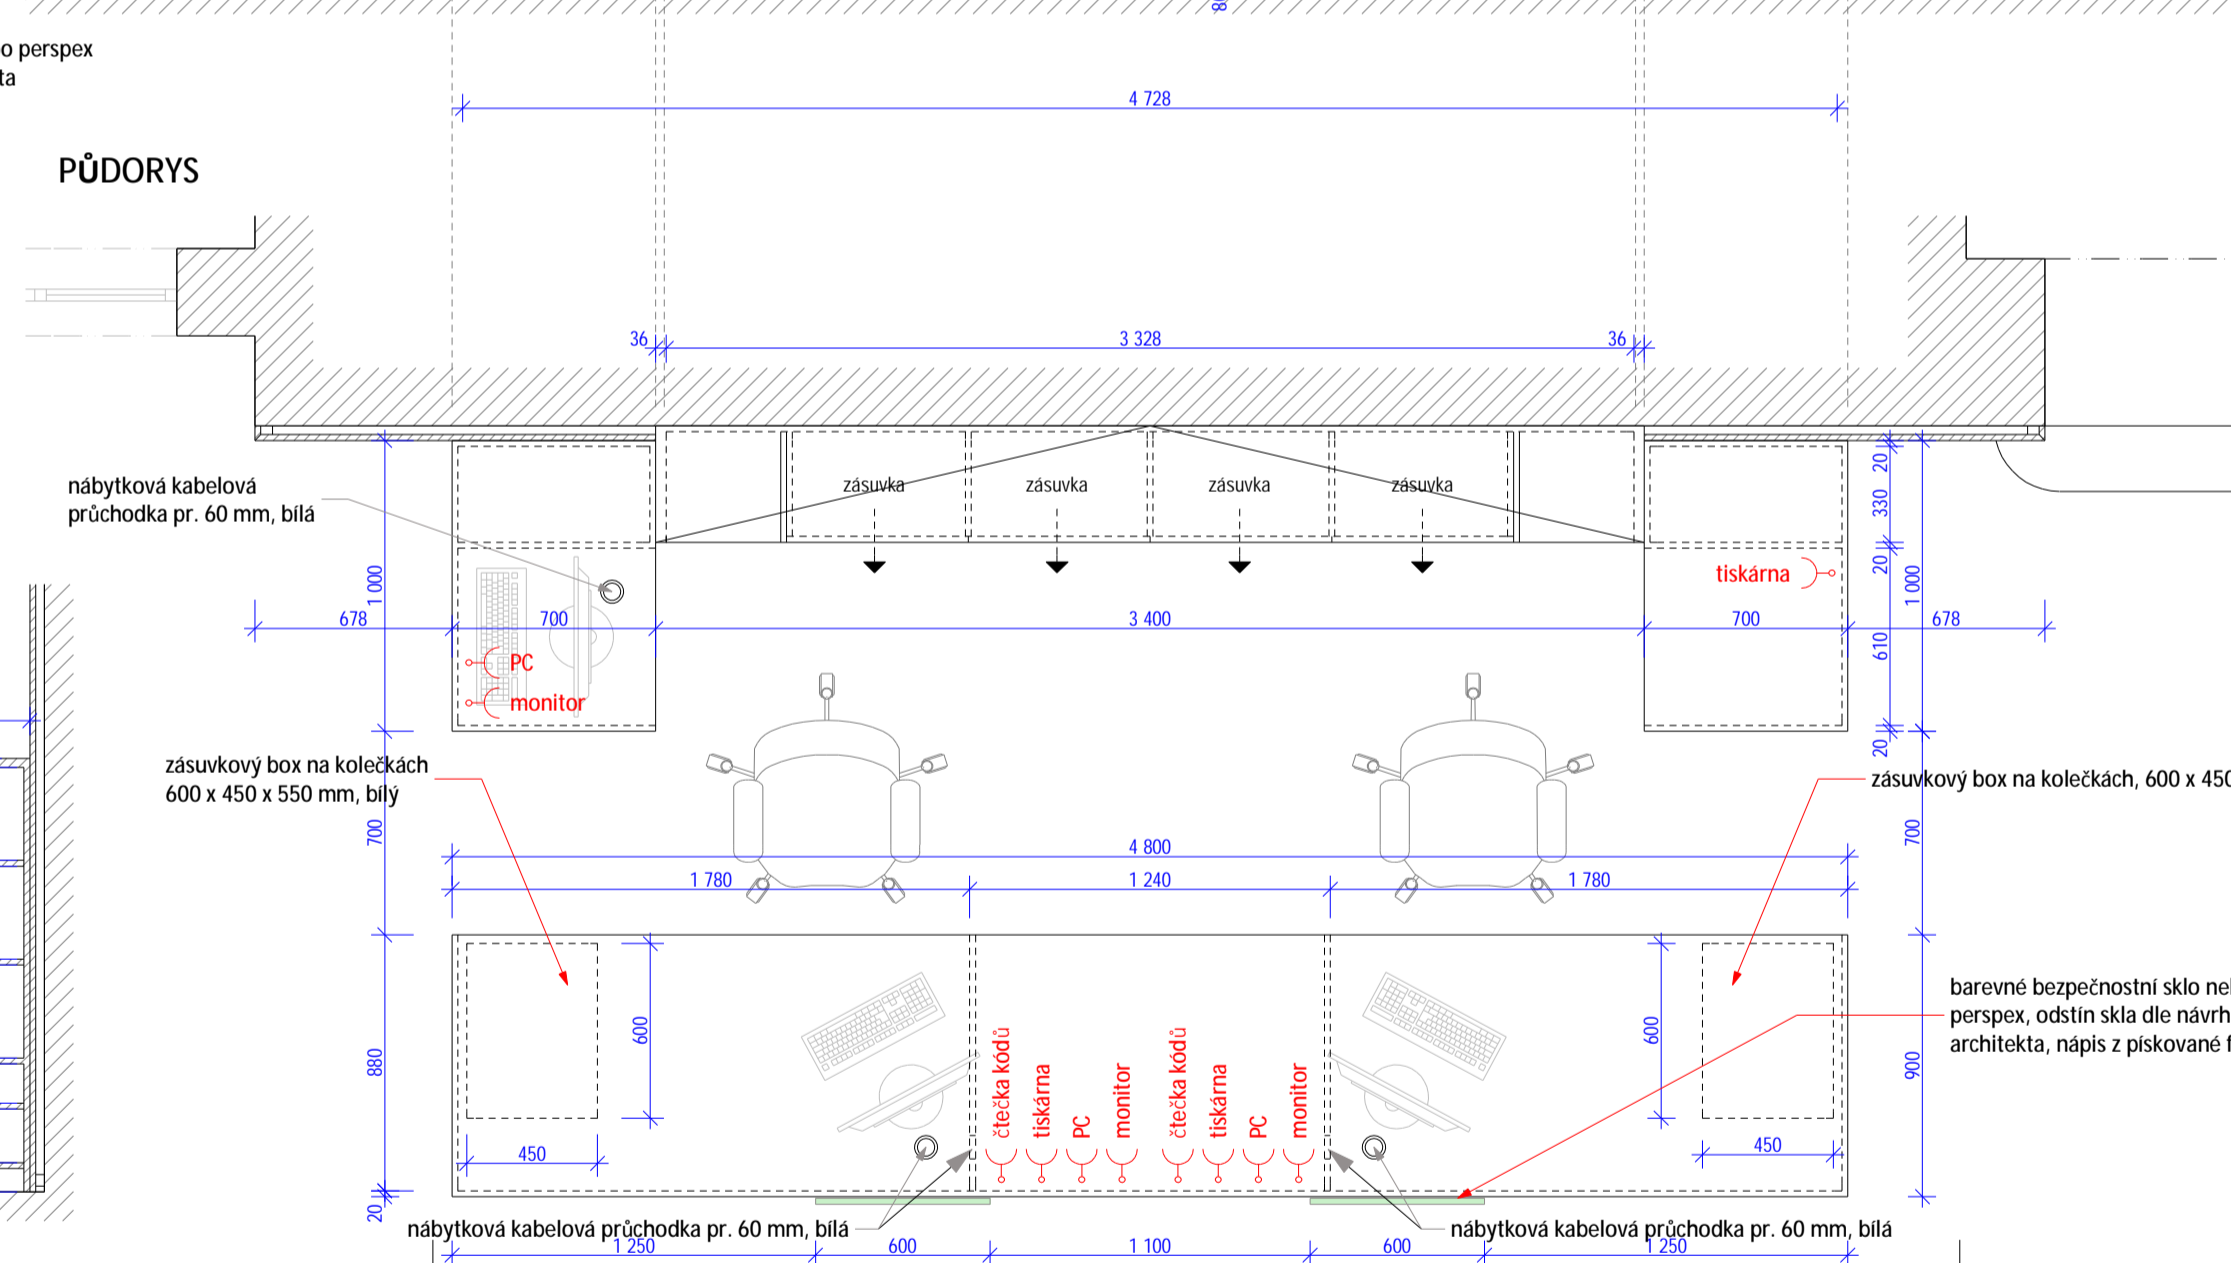 o perspex
ta
4 728
PŮDORYS
36
3 328
36
nábytková kabelová
průchodka pr. 60 mm, bílá
zásuvka
zásuvka
zásuvka
zásuvka
20
330
20
610
20
1 000
1 000
tiskárna
678
700
3 400
700
678
PC
monitor
zásuvkový box na kolečkách
600 x 450 x 550 mm, bílý
zásuvkový box na kolečkách, 600 x 450
700
700
4 800
1 780
1 240
1 780
600
600
880
900
barevné bezpečnostní sklo
perspex, odstín skla dle
architekta, nápis z pískované
čtečka kódů
tiskárna
PC
monitor
čtečka kódů
tiskárna
PC
monitor
450
450
20
nábytková kabelová průchodka pr. 60 mm, bílá
nábytková kabelová průchodka pr. 60 mm, bílá
1 250
600
1 100
600
1 250